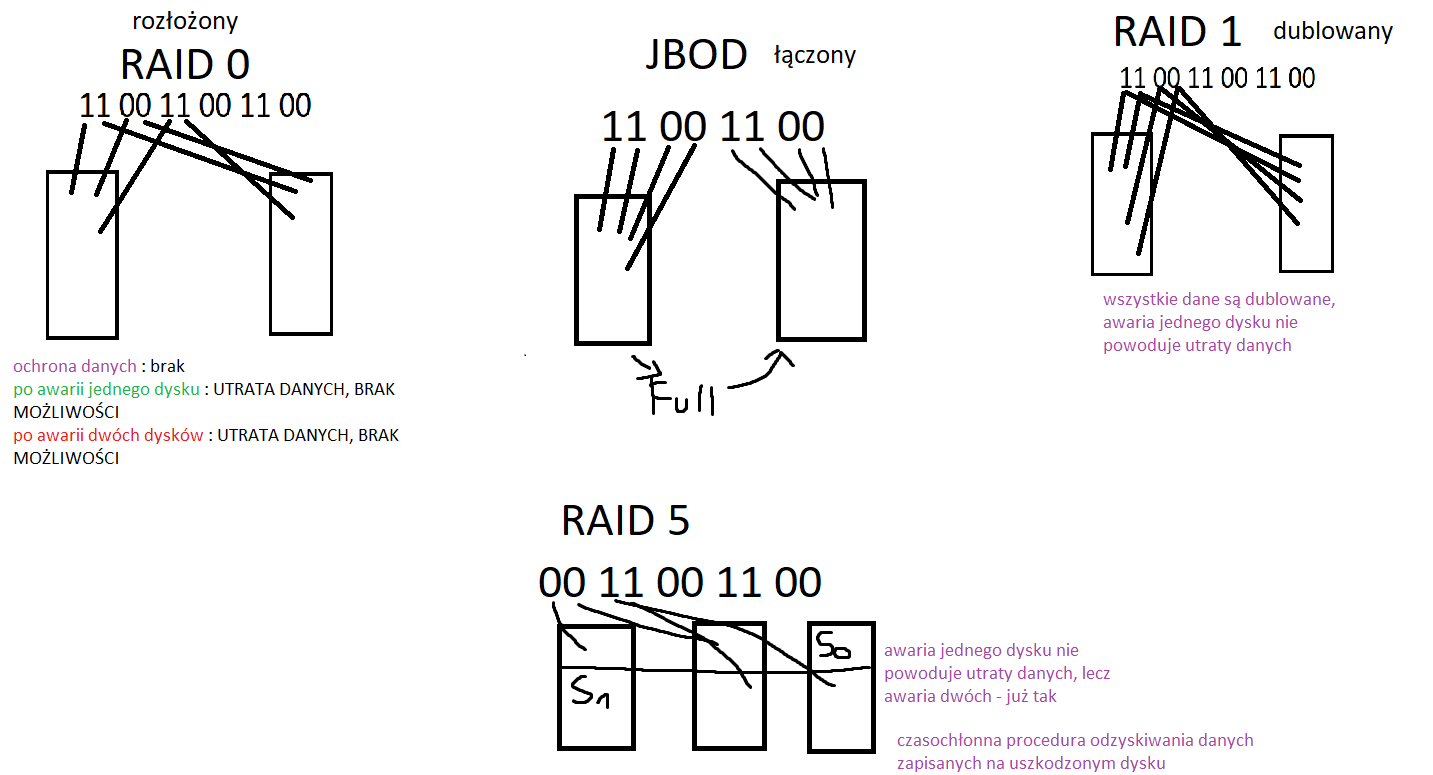 rozłożony
RAID 0
11 00 11 00 11 00
ochrona danych : brak
po awarii jednego dysku : UTRATA DANYCH, BRAK
MOŻLIWOŚCI
po awarii dwóch dysków : UTRATA DANYCH, BRAK
MOŻLIWOŚCI
JBOD łączony
11 00 11 00
Full
RAID 1 dublowany
11 00 11 00 11 00
wszystkie dane są dublowane,
awaria jednego dysku nie
powoduje utraty danych
RAID 5
00 11 00 11 00
S0
S1
awaria jednego dysku nie
powoduje utraty danych, lecz
awaria dwóch - już tak
czasochłonna procedura odzyskiwania danych
zapisanych na uszkodzonym dysku